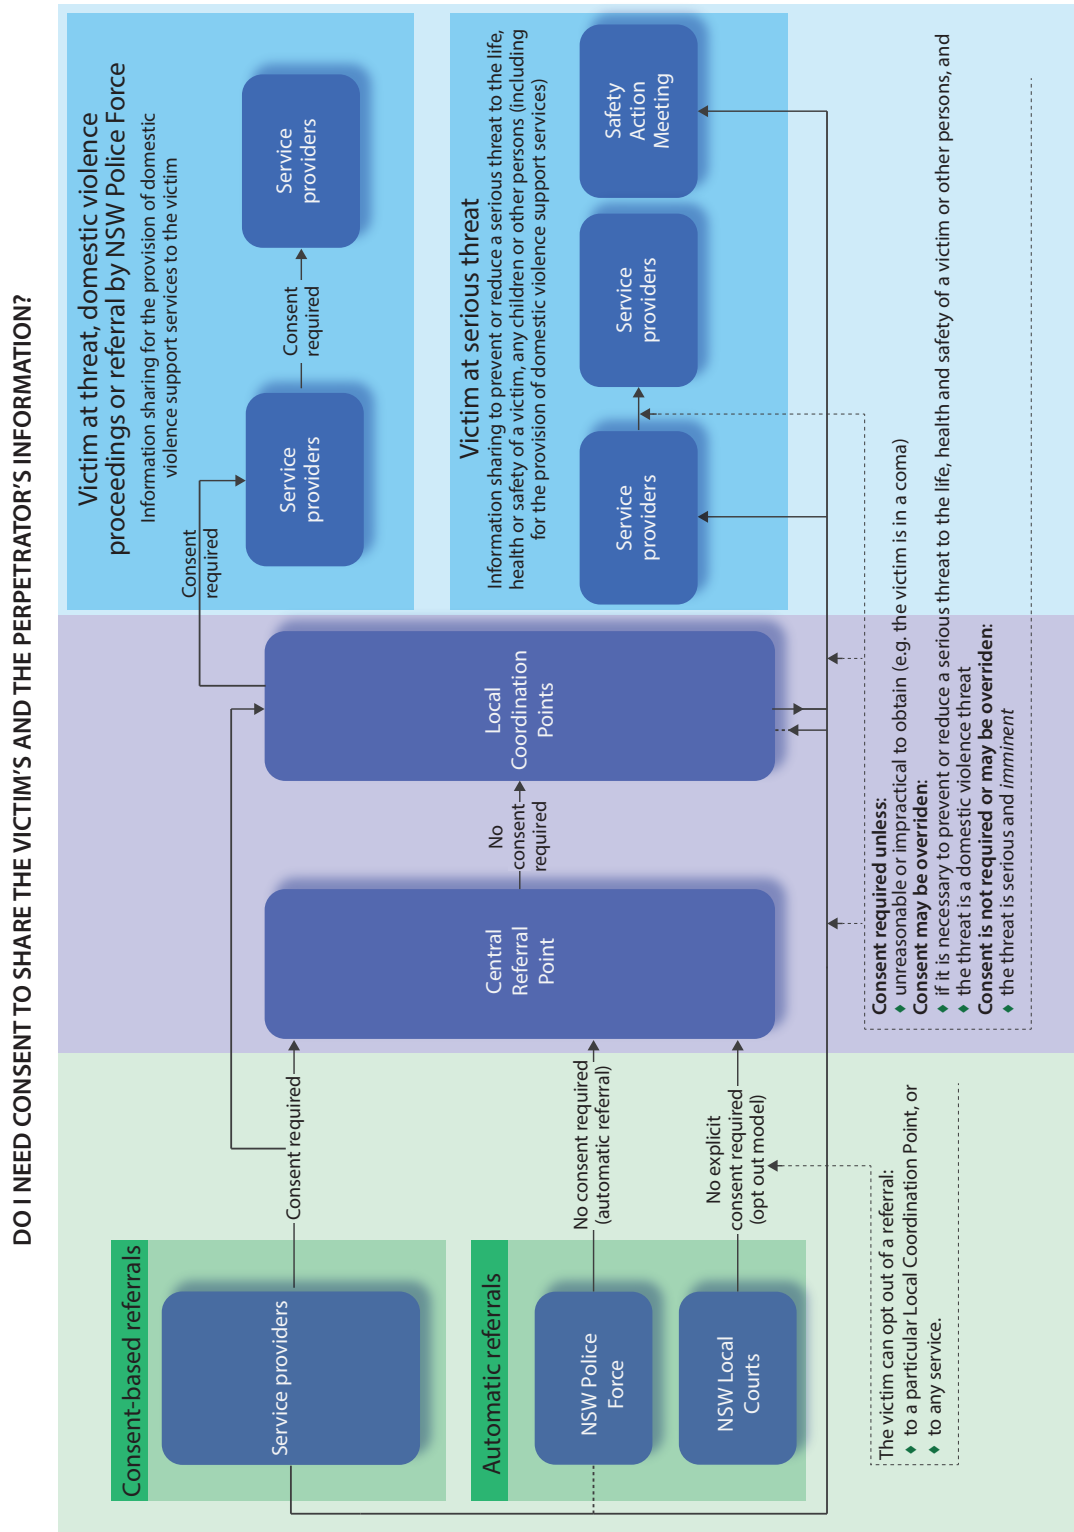 DO I NEED CONSENT TO SHARE THE VICTIM'S AND THE PERPETRATOR'S INFORMATION?
Consent-based referrals
Service providers
Consent required
Automatic referrals
NSW Police
Force
No consent required
(automatic referral)
NSW Local
Courts
No explicit
consent required
(opt out model)
The victim can opt out of a referral:
♦ to a particular Local Coordination Point, or
♦ to any service.
Central
Referral
Point
No
consent
required
Local
Coordination
Points
Consent
required
Victim at threat, domestic violence
proceedings or referral by NSW Police Force
Information sharing for the provision of domestic
violence support services to the victim
Service
providers
Consent
required
Service
providers
Victim at serious threat
Information sharing to prevent or reduce a serious threat to the life,
health or safety of a victim, any children or other persons (including
for the provision of domestic violence support services)
Service
providers
Service
providers
Safety
Action
Meeting
Consent required unless:
♦ unreasonable or impractical to obtain (e.g. the victim is in a coma)
Consent may be overriden:
♦ if it is necessary to prevent or reduce a serious threat to the life, health and safety of a victim or other persons, and
♦ the threat is a domestic violence threat
Consent is not required or may be overriden:
♦ the threat is serious and imminent